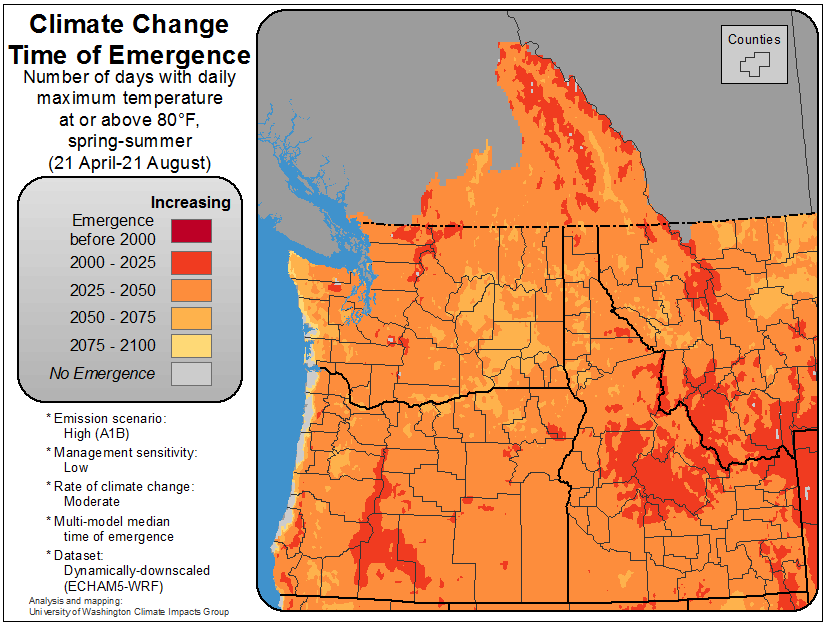 Climate Change
Time of Emergence
Number of days with daily
maximum temperature
at or above 80°F,
spring-summer
(21 April-21 August)
Increasing
Emergence
before 2000
2000 - 2025
2025 - 2050
2050 - 2075
2075 - 2100
No Emergence
* Emission scenario:
High (A1B)
* Management sensitivity:
Low
* Rate of climate change:
Moderate
* Multi-model median
time of emergence
* Dataset:
Dynamically-downscaled
(ECHAM5-WRF)
Analysis and mapping:
University of Washington Climate Impacts Group
Counties